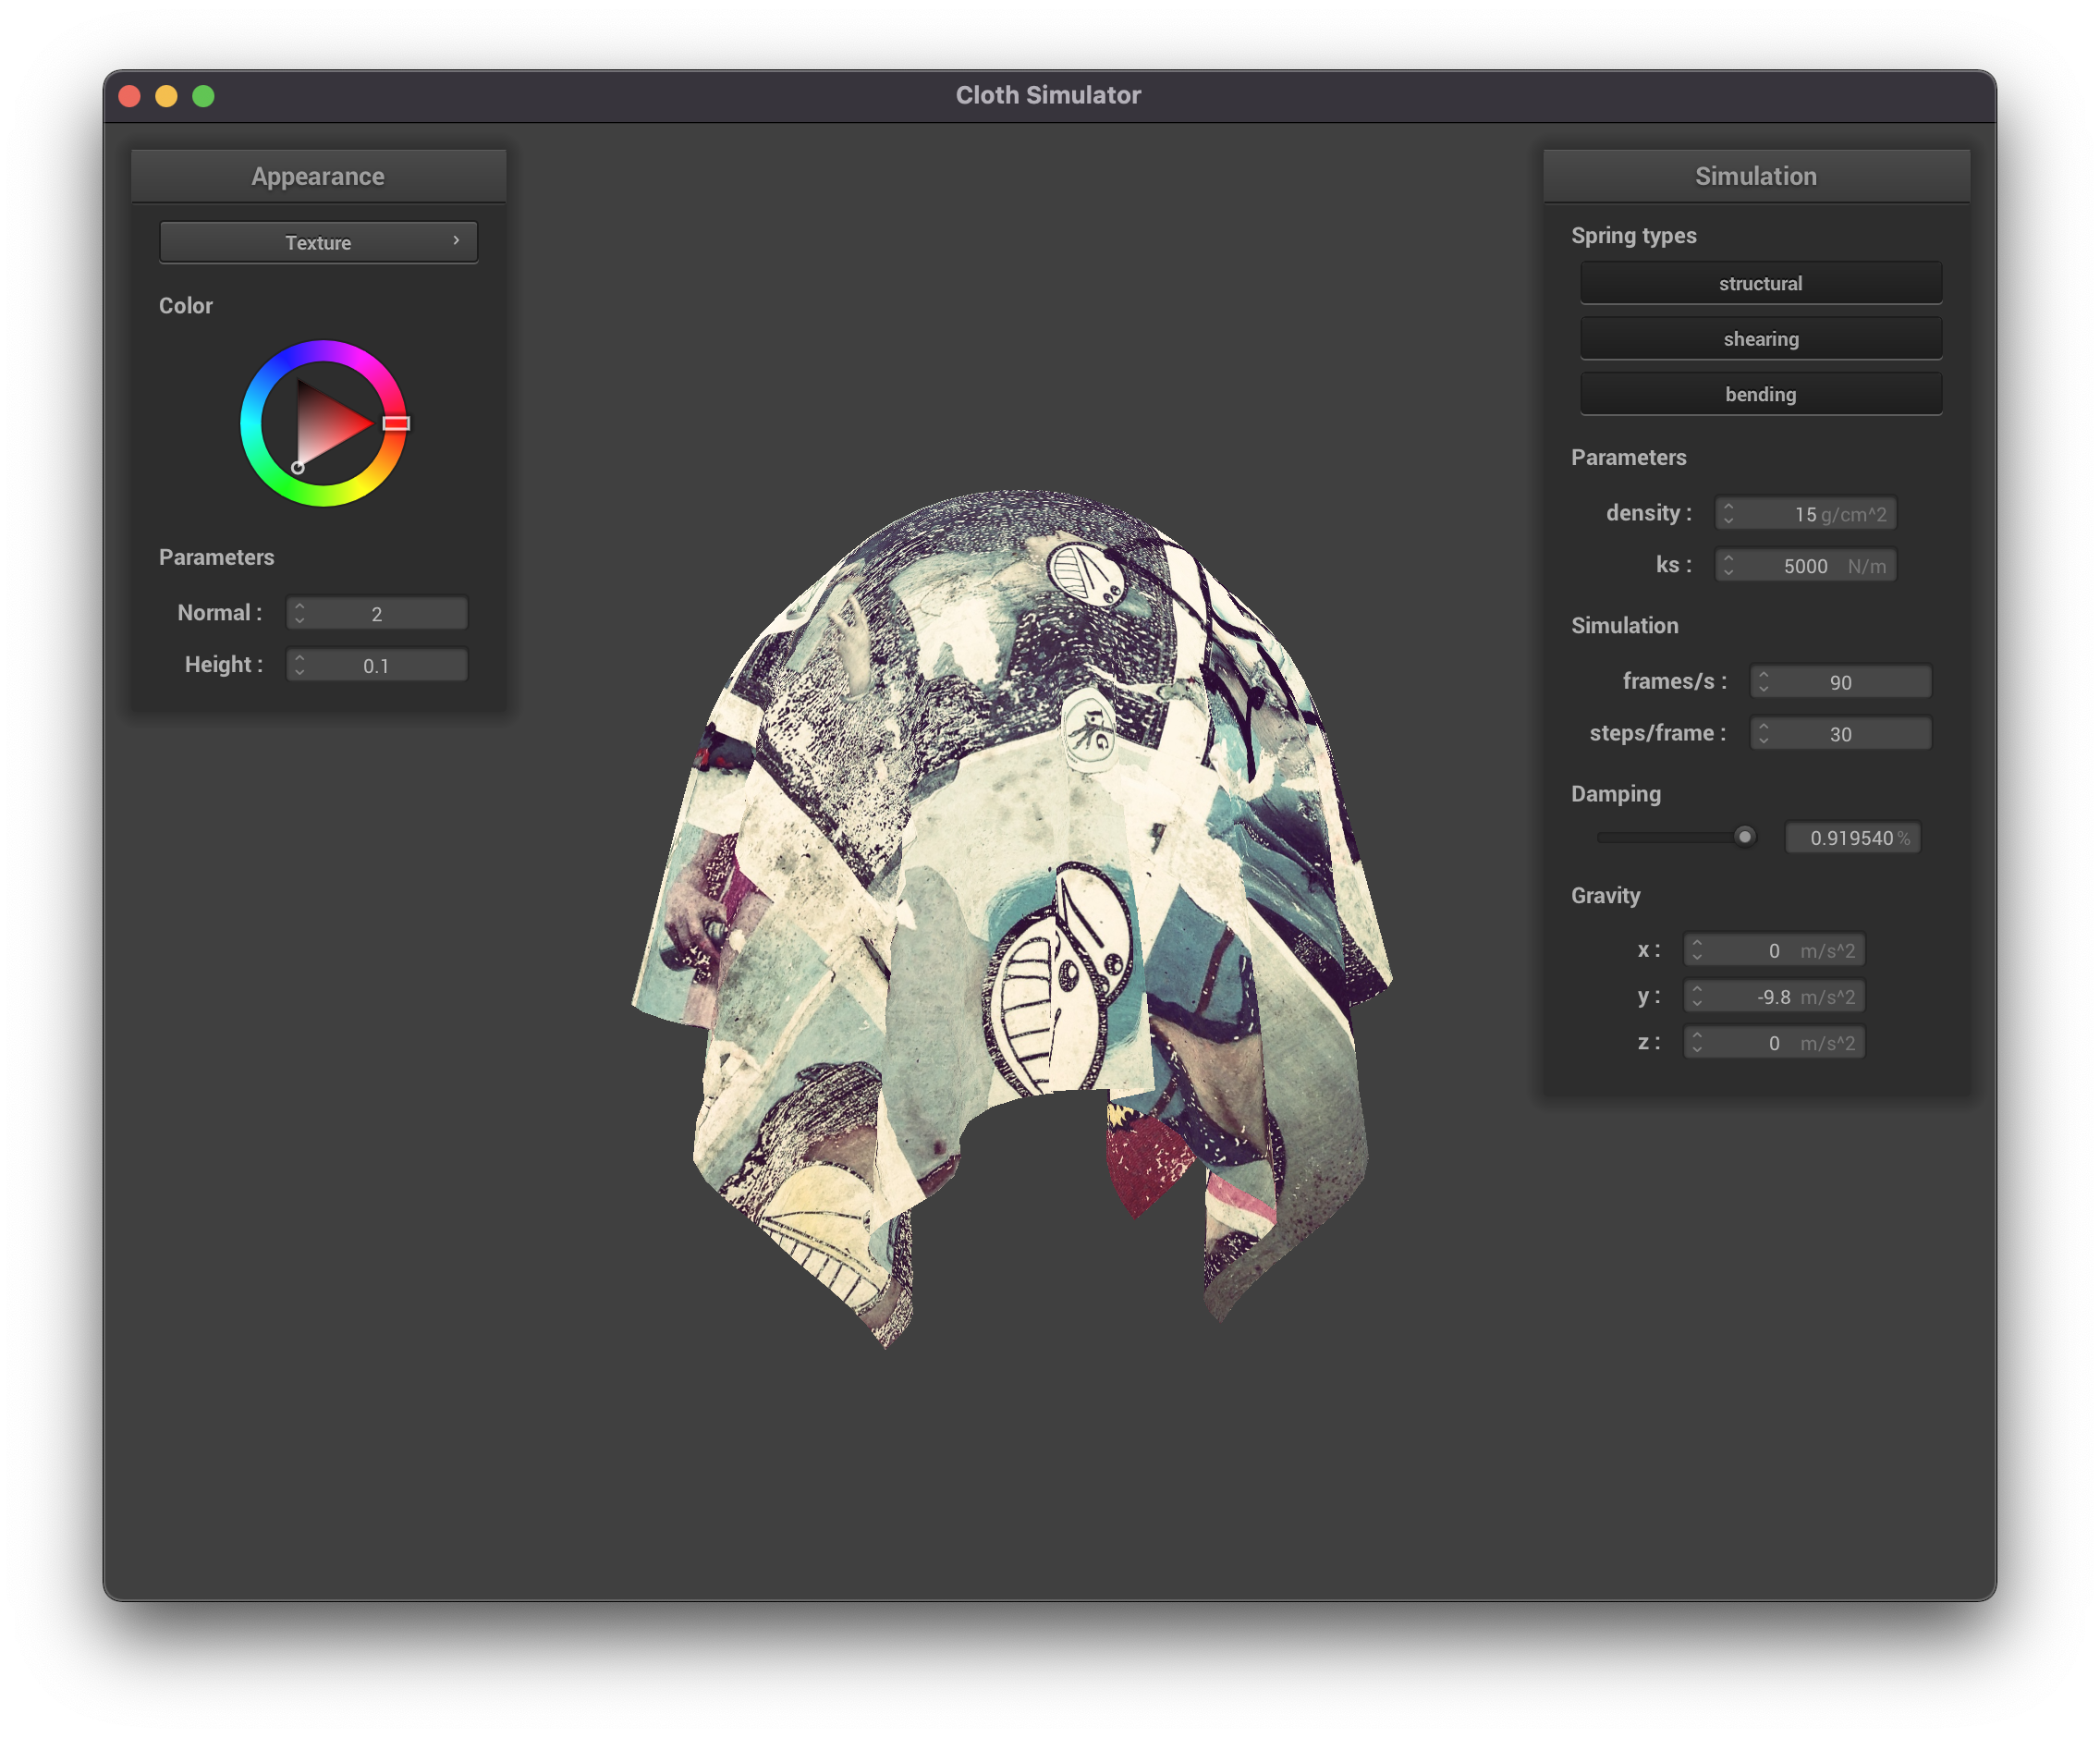 Cloth Simulator
Appearance
Texture
Color
Parameters
Normal : 2
Height : 0.1
Simulation
Spring types
structural
shearing
bending
Parameters
density : 15 g/cm^2
ks : 5000 N/m
Simulation
frames/s : 90
steps/frame : 30
Damping
0.919540 %
Gravity
x : 0 m/s^2
y : -9.8 m/s^2
z : 0 m/s^2